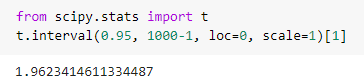 from scipy.stats import t
t.interval(0.95, 1000-1, loc=0, scale=1)[1]
1.9623414611334487